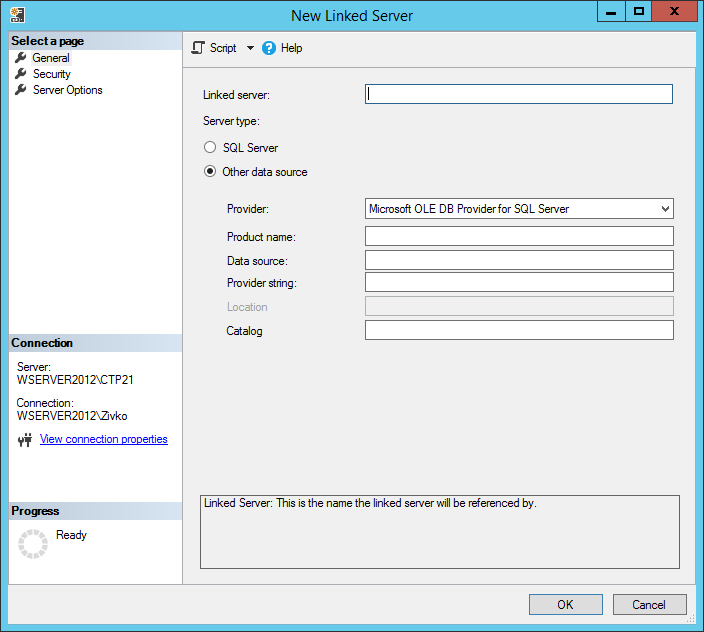 New Linked Server
Select a page
General
Security
Server Options
Script
Help
Linked server:
Server type:
SQL Server
Other data source
Provider:
Microsoft OLE DB Provider for SQL Server
Product name:
Data source:
Provider string:
Location
Catalog
Connection
Server:
WSERVER2012\CTP21
Connection:
WSERVER2012\Zivko
View connection properties
Progress
Ready
Linked Server: This is the name the linked server will be referenced by.
OK
Cancel